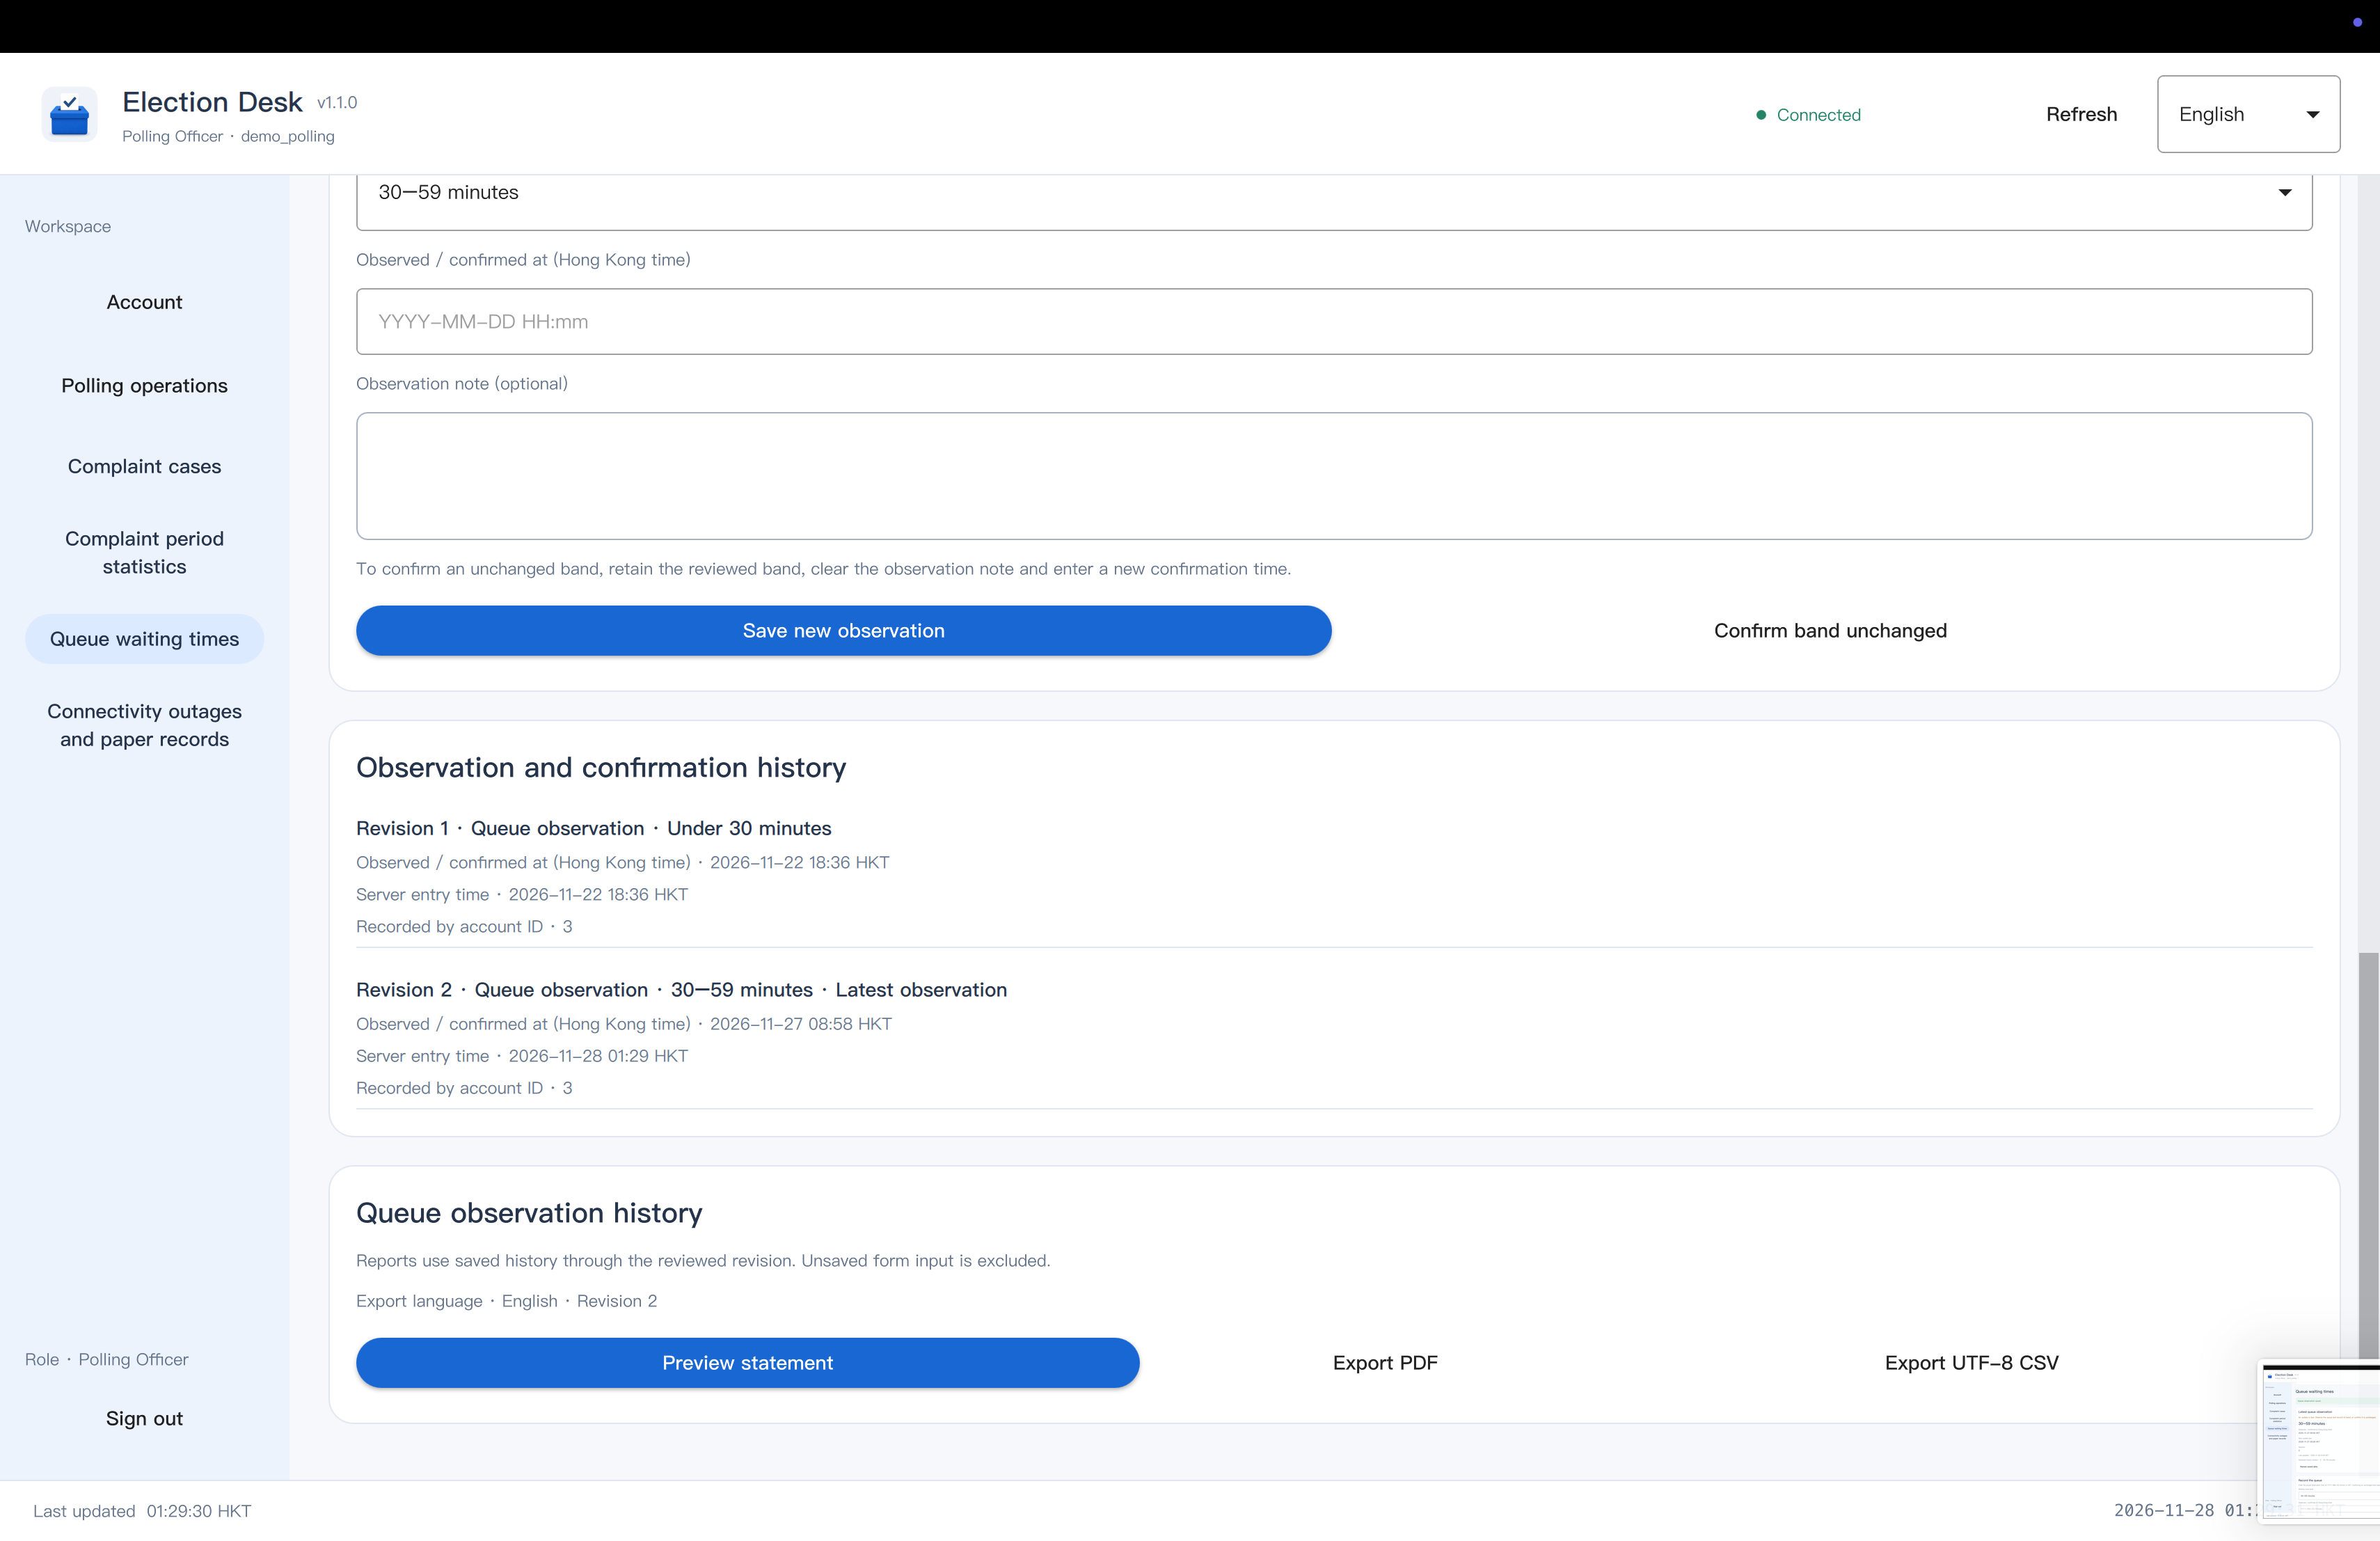 Election Desk v1.1.0
Polling Officer · demo_polling
Connected
Refresh
English
Workspace
Account
Polling operations
Complaint cases
Complaint period
statistics
Queue waiting times
Connectivity outages
and paper records
Role · Polling Officer
Sign out
30–59 minutes
Observed / confirmed at (Hong Kong time)
YYYY-MM-DD HH:mm
Observation note (optional)
To confirm an unchanged band, retain the reviewed band, clear the observation note and enter a new confirmation time.
Save new observation
Confirm band unchanged
Observation and confirmation history
Revision 1 · Queue observation · Under 30 minutes
Observed / confirmed at (Hong Kong time) · 2026-11-22 18:36 HKT
Server entry time · 2026-11-22 18:36 HKT
Recorded by account ID · 3
Revision 2 · Queue observation · 30–59 minutes · Latest observation
Observed / confirmed at (Hong Kong time) · 2026-11-27 08:58 HKT
Server entry time · 2026-11-28 01:29 HKT
Recorded by account ID · 3
Queue observation history
Reports use saved history through the reviewed revision. Unsaved form input is excluded.
Export language · English · Revision 2
Preview statement
Export PDF
Export UTF-8 CSV
Last updated 01:29:30 HKT
2026-11-28 01:
Queue waiting times
30–59 minutes